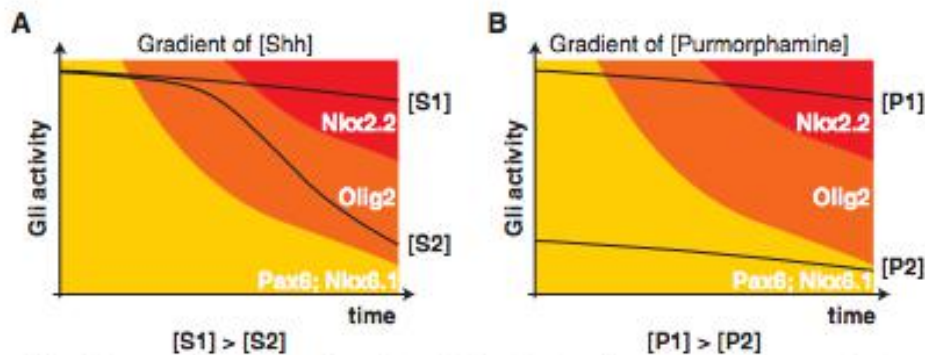 A
Gradient of [Shh]
Gli activity
[S1]
Nkx2.2
Olig2
[S2]
Pax6; Nkx6.1
time
[S1] > [S2]
B
Gradient of [Purmorphamine]
Gli activity
[P1]
Nkx2.2
Olig2
[P2]
Pax6; Nkx6.1
time
[P1] > [P2]